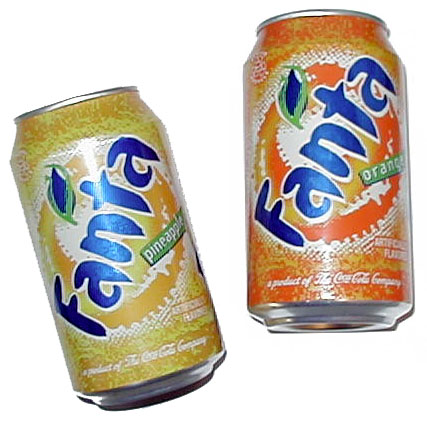 Fanta
pineapple
ARTIFICIALLY
FLAVORED
a product of The Coca-Cola Company
Fanta
orange
ARTIFICIALLY
FLAVORED
a product of The Coca-Cola Company